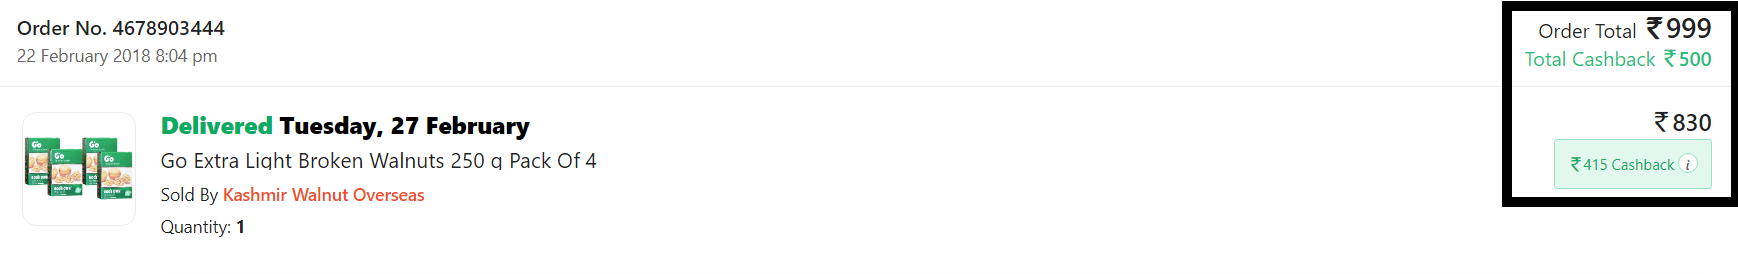 Order No. 4678903444
22 February 2018 8:04 pm
Order Total ₹999
Total Cashback ₹500
Delivered Tuesday, 27 February
Go Extra Light Broken Walnuts 250 g Pack Of 4
Sold By Kashmir Walnut Overseas
Quantity: 1
₹830
₹415 Cashback i
Go
Go
Go
Go